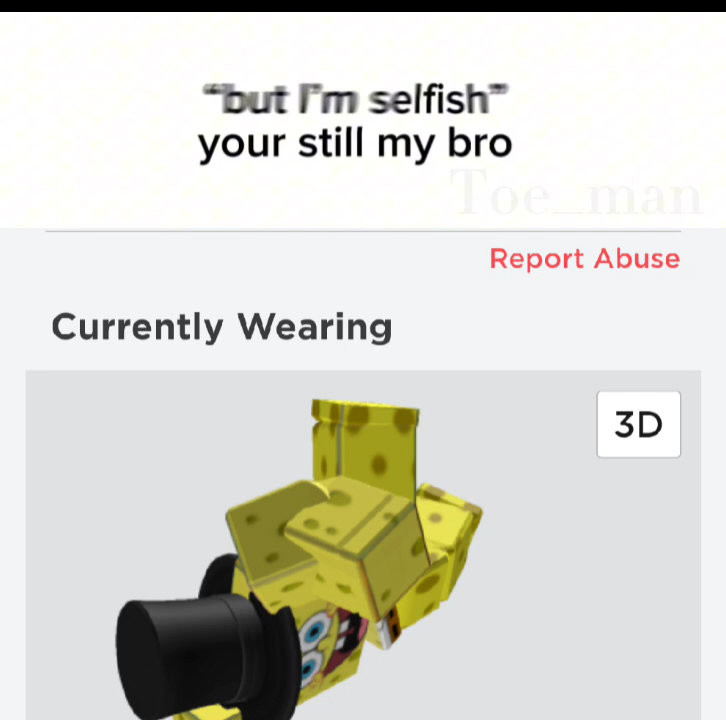 “but I'm selfish”
your still my bro
Toe_man
Report Abuse
Currently Wearing
3D